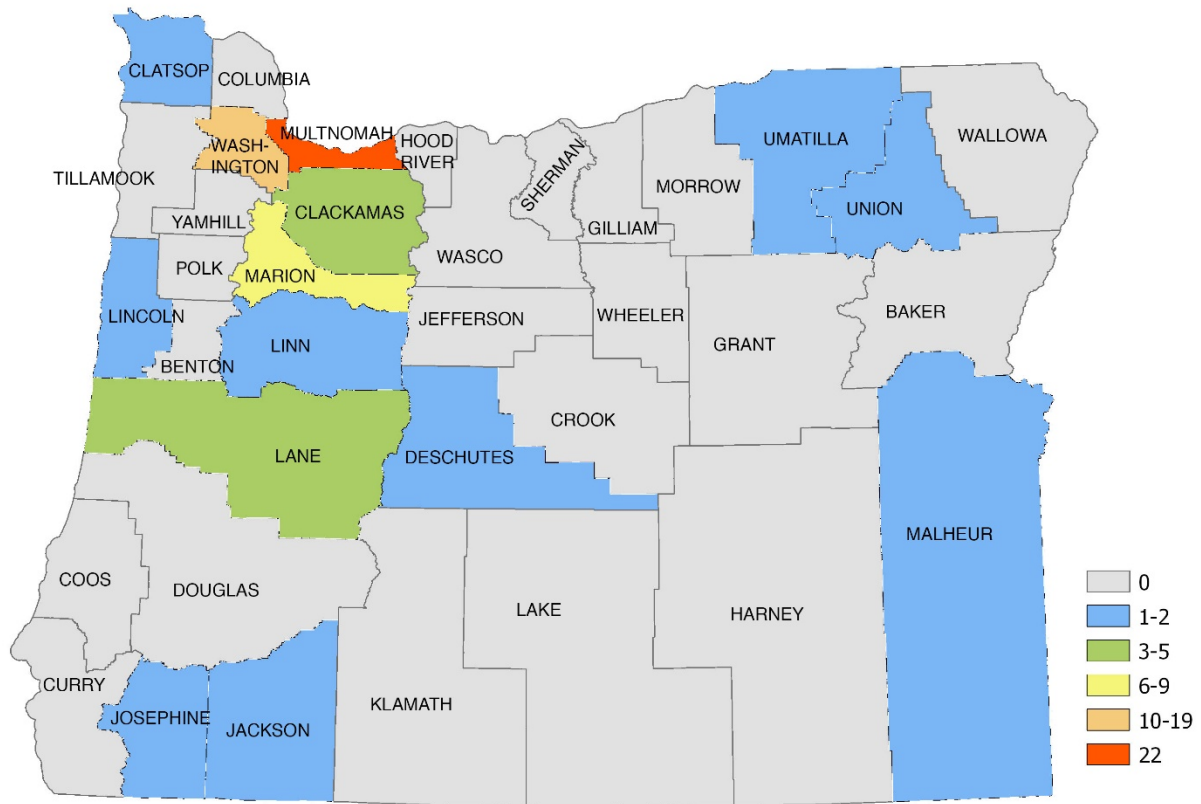 CLATSOP
COLUMBIA
MULTNOMAH
HOOD
RIVER
WASH-
INGTON
TILLAMOOK
YAMHILL
CLACKAMAS
SHERMAN
GILLIAM
MORROW
UMATILLA
UNION
WALLOWA
POLK
MARION
WASCO
LINCOLN
BENTON
LINN
JEFFERSON
WHEELER
GRANT
BAKER
LANE
DESCHUTES
CROOK
MALHEUR
COOS
DOUGLAS
LAKE
HARNEY
CURRY
JOSEPHINE
JACKSON
KLAMATH
0
1-2
3-5
6-9
10-19
22